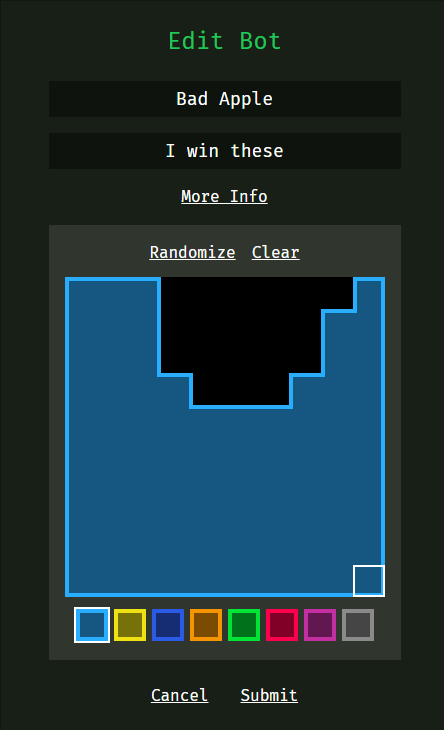 Edit Bot
Bad Apple
I win these
More Info
Randomize Clear
Cancel Submit